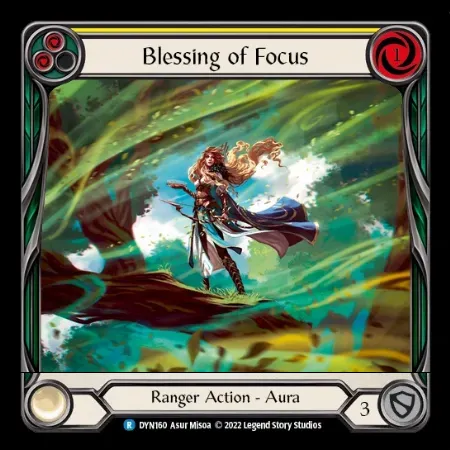 Blessing of Focus
1
Ranger Action - Aura
3
R DYN160 Asur Misoa © 2022 Legend Story Studios